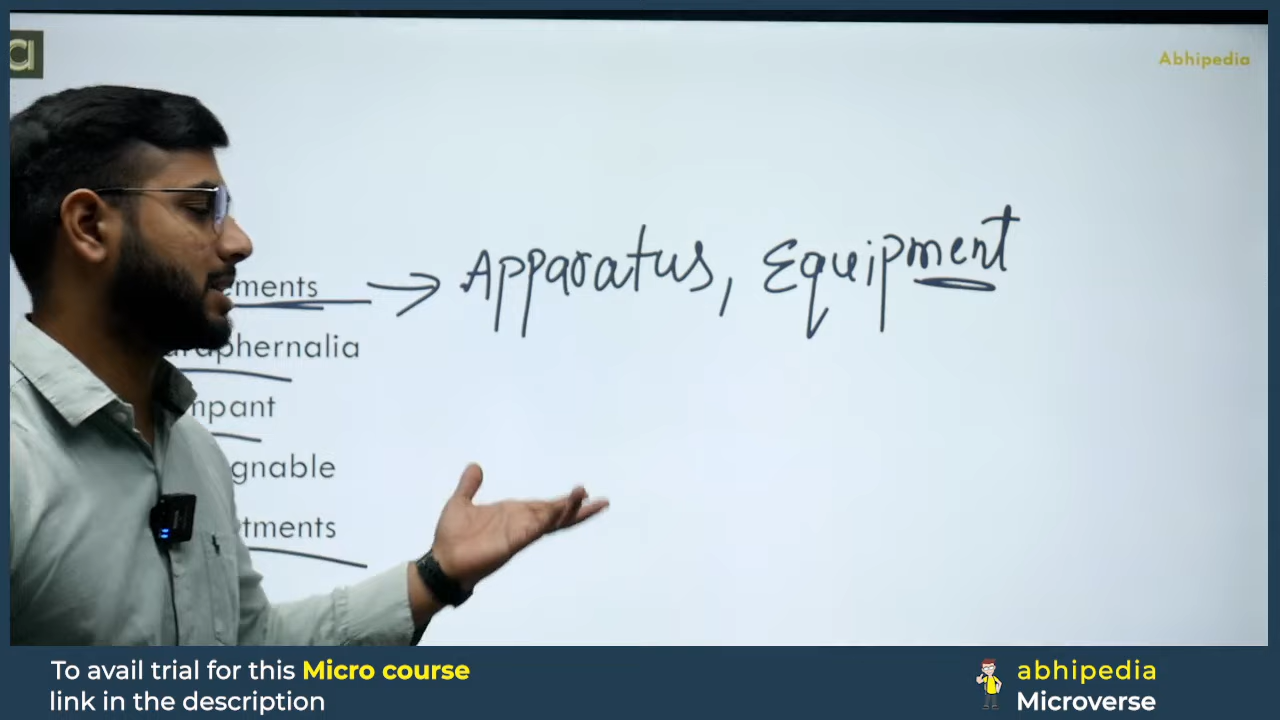 a
Abhipedia
ements → Apparatus, Equipment
araphernalia
mpant
gnable
tments
To avail trial for this Micro course
link in the description
abhipedia
Microverse